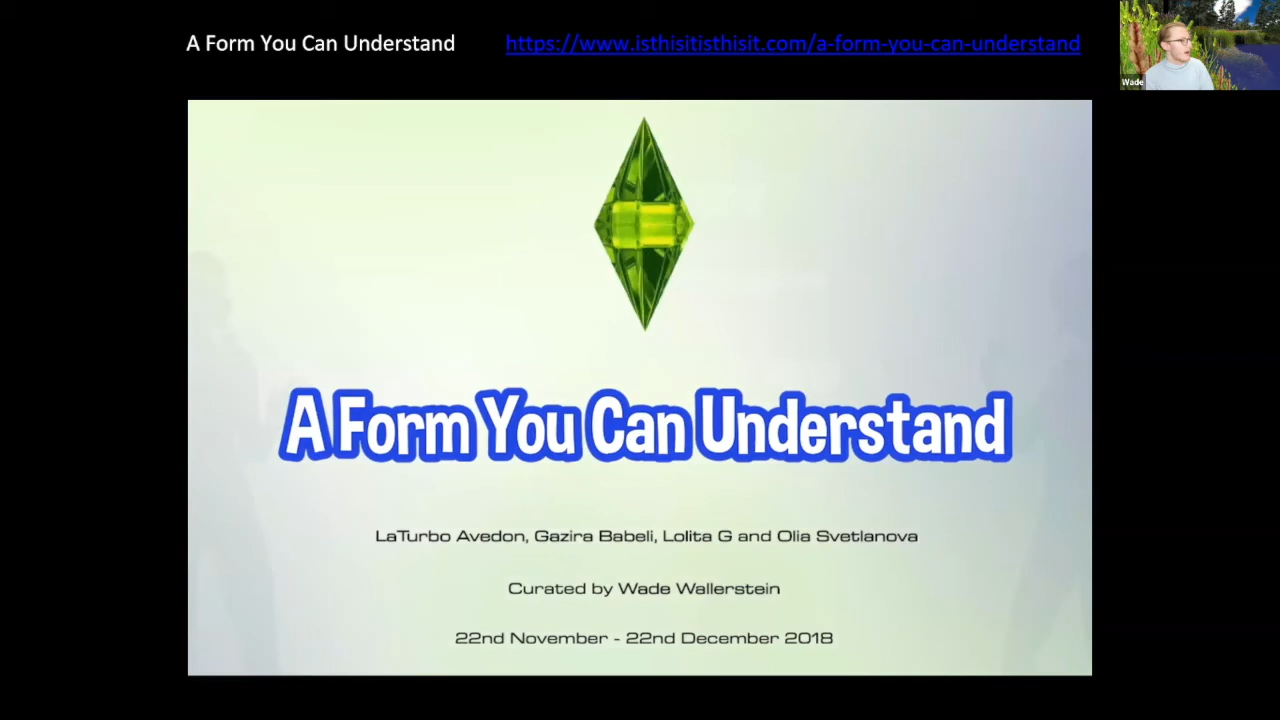 A Form You Can Understand
https://www.isthisitisthisit.com/a-form-you-can-understand
Wade
A Form You Can Understand
LaTurbo Avedon, Gazira Babeli, Lolita G and Olia Svetlanova
Curated by Wade Wallerstein
22nd November - 22nd December 2018